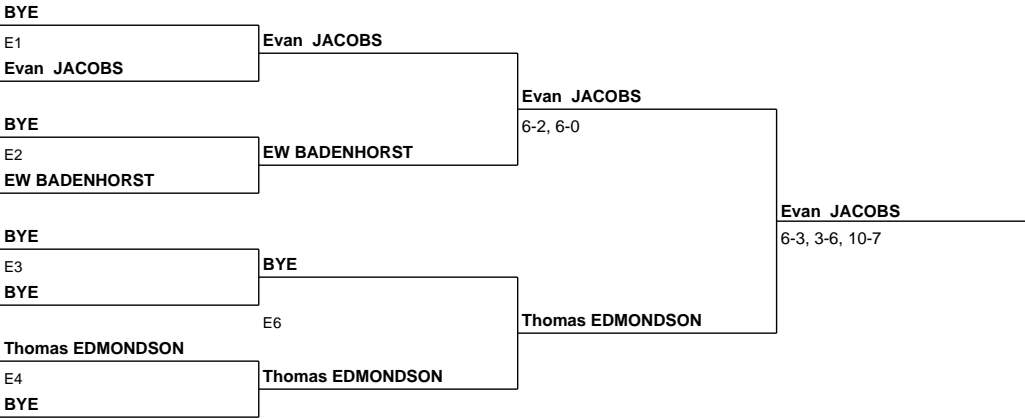 BYE
E1
Evan JACOBS
Evan JACOBS
BYE
E2
EW BADENHORST
EW BADENHORST
Evan JACOBS
6-2, 6-0
BYE
E3
BYE
BYE
E6
Thomas EDMONDSON
E4
BYE
Thomas EDMONDSON
Thomas EDMONDSON
Evan JACOBS
6-3, 3-6, 10-7